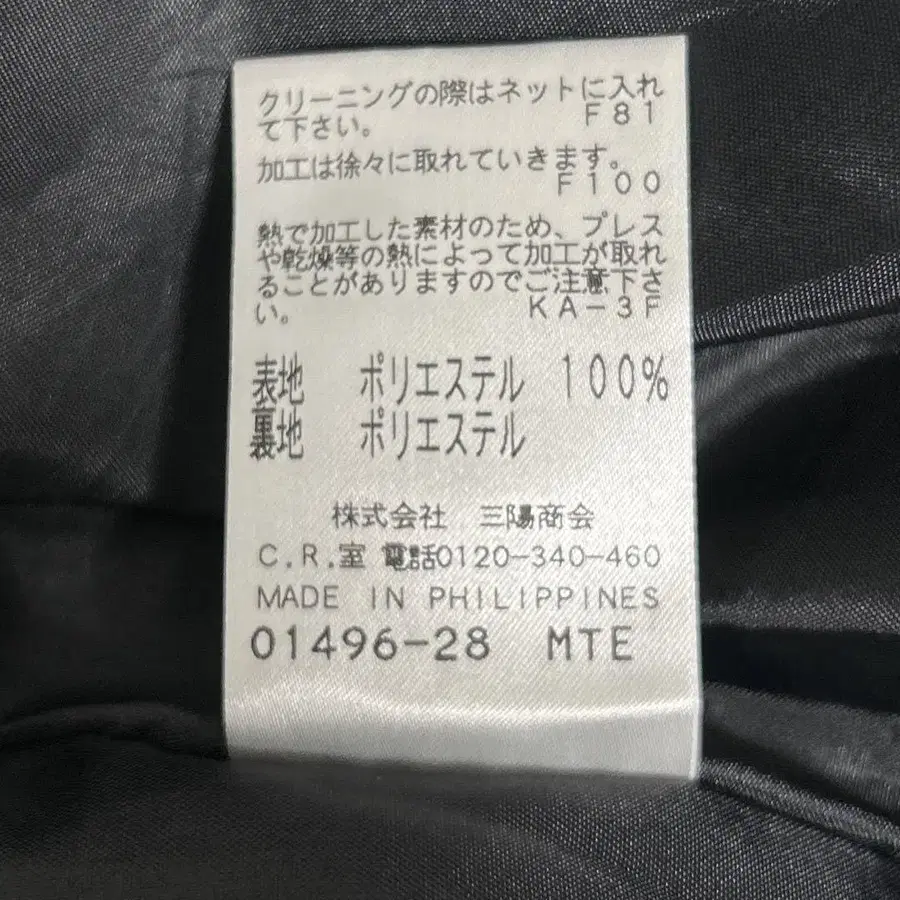 クリーニングの際はネットに入れ
て下さい。 F81
加工は徐々に取れていきます。
F100
熱で加工した素材のため、プレス
や乾燥等の熱によって加工が取れ
ることがありますのでご注意下さ
い。 KA-3F
表地 ポリエステル 100%
裏地 ポリエステル
株式会社 三陽商会
C.R.室 電話0120-340-460
MADE IN PHILIPPINES
01496-28 MTE